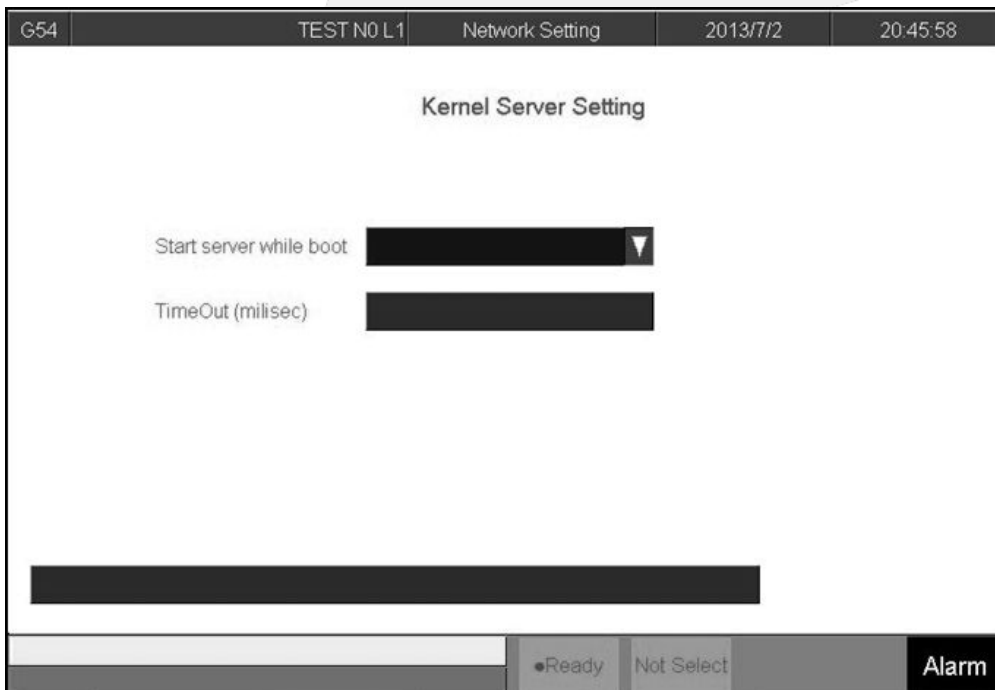 G54 TEST N0 L1 Network Setting 2013/7/2 20:45:58
Kernel Server Setting
Start server while boot
TimeOut (milisec)
●Ready Not Select Alarm